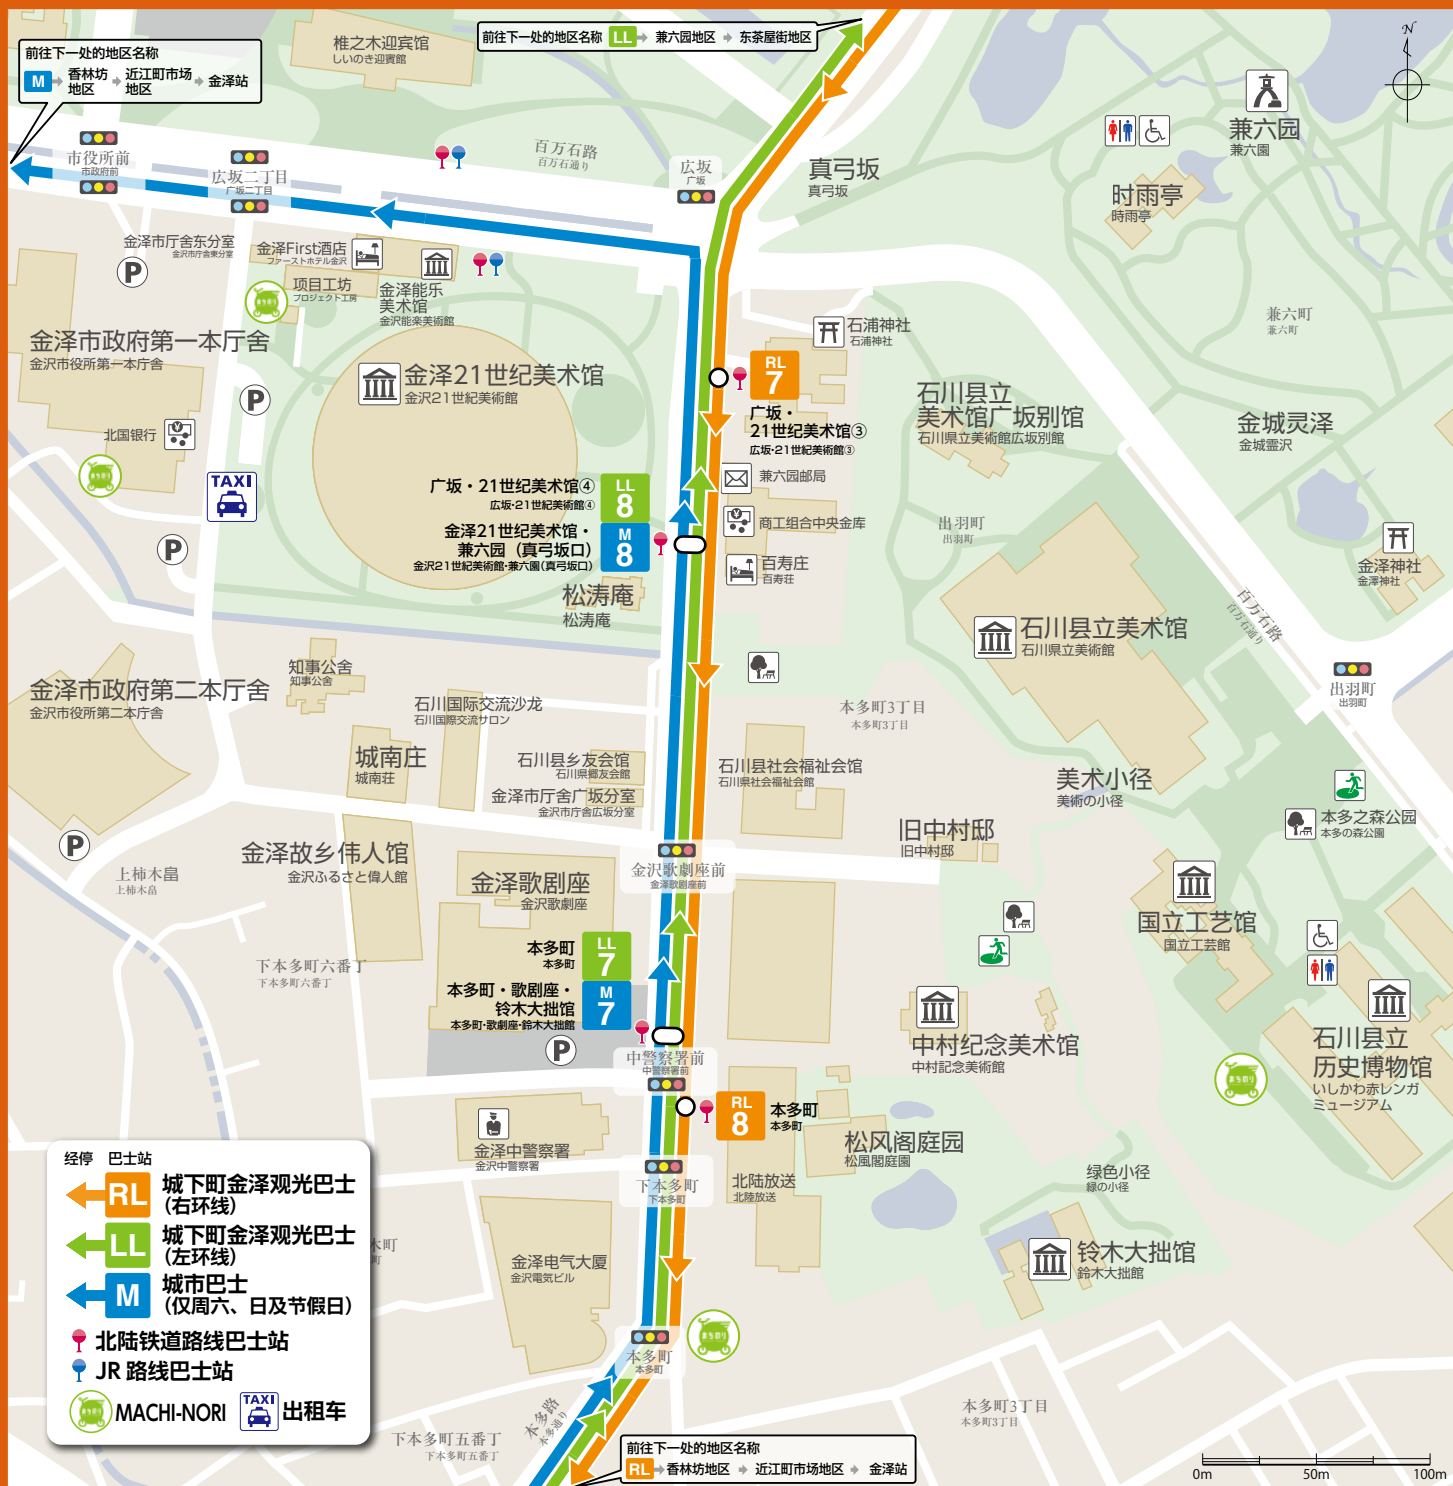 前往下一处的地区名称
M 香林坊地区 近江町市场地区 金泽站
前往下一处的地区名称 LL 兼六园地区 东茶屋街地区
椎之木迎宾馆
しいのき迎賓館
N
兼六园
兼六園
时雨亭
時雨亭
真弓坂
真弓坂
百万石路
百万石通り
広坂
广坂
市役所前
市政府前
広坂二丁目
广坂二丁目
金泽市厅舍东分室
金沢市庁舎東分室
P
金泽First酒店
ファーストホテル金沢
项目工坊
プロジェクト工房
金泽能乐
美术馆
金沢能楽美術館
金泽市政府第一本厅舍
金沢市役所第一本庁舎
金泽21世纪美术馆
金沢21世紀美術館
石浦神社
石浦神社
RL
7
广坂・
21世纪美术馆③
広坂・21世紀美術館③
兼六町
兼六町
石川县立
美术馆广坂别馆
石川県立美術館広坂別館
金城灵泽
金城霊沢
P
北国银行
TAXI
P
广坂・21世纪美术馆④
広坂・21世紀美術館④
LL
8
金泽21世纪美术馆・
兼六园（真弓坂口）
金沢21世紀美術館・兼六園(真弓坂口)
M
8
兼六园邮局
商工组合中央金库
百寿庄
百寿荘
出羽町
出羽町
金泽神社
金澤神社
松涛庵
松涛庵
百万石路
百万石通り
石川县立美术馆
石川県立美術館
出羽町
出羽町
知事公舍
知事公舎
金泽市政府第二本厅舍
金沢市役所第二本庁舎
石川国际交流沙龙
石川国際交流サロン
本多町3丁目
本多町3丁目
城南庄
城南荘
石川县乡友会馆
石川県郷友会館
金泽市厅舍广坂分室
金沢市庁舎広坂分室
石川县社会福祉会馆
石川県社会福祉会館
美术小径
美術の小径
本多之森公园
本多の森公園
P
上柿木畠
上柿木畠
金泽故乡伟人馆
金沢ふるさと偉人館
金沢歌劇座前
金泽歌剧座前
旧中村邸
旧中村邸
金泽歌剧座
金沢歌劇座
国立工艺馆
国立工芸館
下本多町六番丁
下本多町六番丁
本多町
本多町
LL
7
本多町・歌剧座・
铃木大拙馆
本多町・歌劇座・鈴木大拙館
M
7
P
中警察署前
中警察署前
中村纪念美术馆
中村記念美術館
石川县立
历史博物馆
いしかわ赤レンガ
ミュージアム
RL
8
本多町
本多町
金泽中警察署
金沢中警察署
松风阁庭园
松風閣庭園
下本多町
下本多町
北陆放送
北陸放送
绿色小径
緑の小径
铃木大拙馆
鈴木大拙館
金泽电气大厦
金沢電気ビル
木町
町
经停 巴士站
RL 城下町金泽观光巴士
（右环线）
LL 城下町金泽观光巴士
（左环线）
M 城市巴士
（仅周六、日及节假日）
北陆铁道路线巴士站
JR 路线巴士站
MACHI-NORI TAXI 出租车
本多町
本多町
本多路
本多通り
下本多町五番丁
下本多町五番丁
本多町3丁目
本多町3丁目
前往下一处的地区名称
RL 香林坊地区 近江町市场地区 金泽站
0m 50m 100m